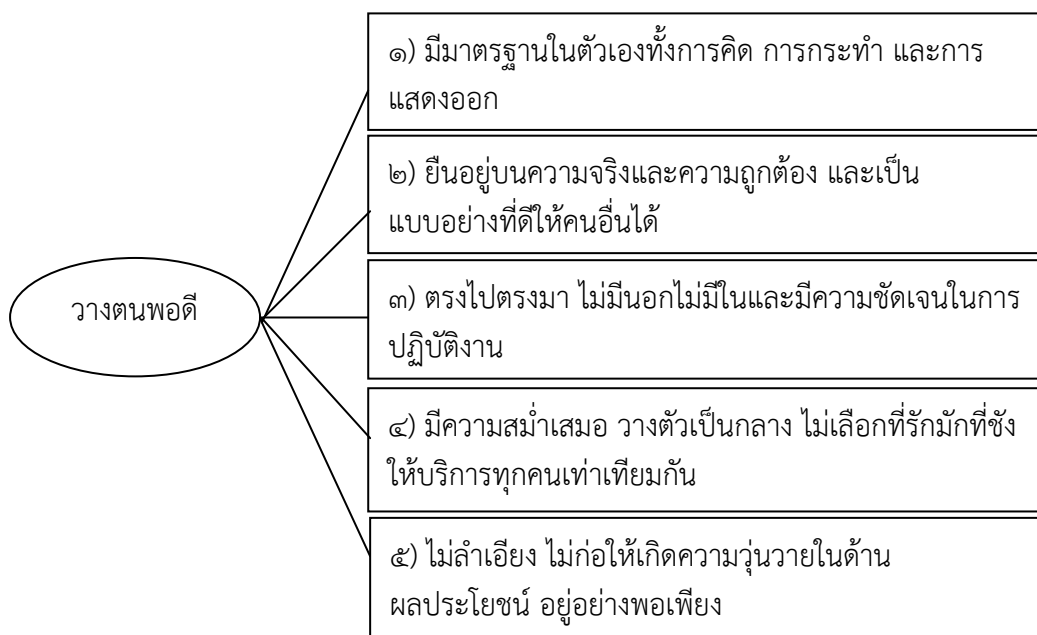 ๑) มีมาตรฐานในตัวเองทั้งการคิด การกระทำ และการ
แสดงออก
๒) ยืนอยู่บนความจริงและความถูกต้อง และเป็น
แบบอย่างที่ดีให้คนอื่นได้
วางตนพอดี
๓) ตรงไปตรงมา ไม่มีนอกไม่มีในและมีความชัดเจนในการ
ปฏิบัติงาน
๔) มีความสม่ำเสมอ วางตัวเป็นกลาง ไม่เลือกที่รักมักที่ชัง
ให้บริการทุกคนเท่าเทียมกัน
๕) ไม่ลำเอียง ไม่ก่อให้เกิดความวุ่นวายในด้าน
ผลประโยชน์ อยู่อย่างพอเพียง